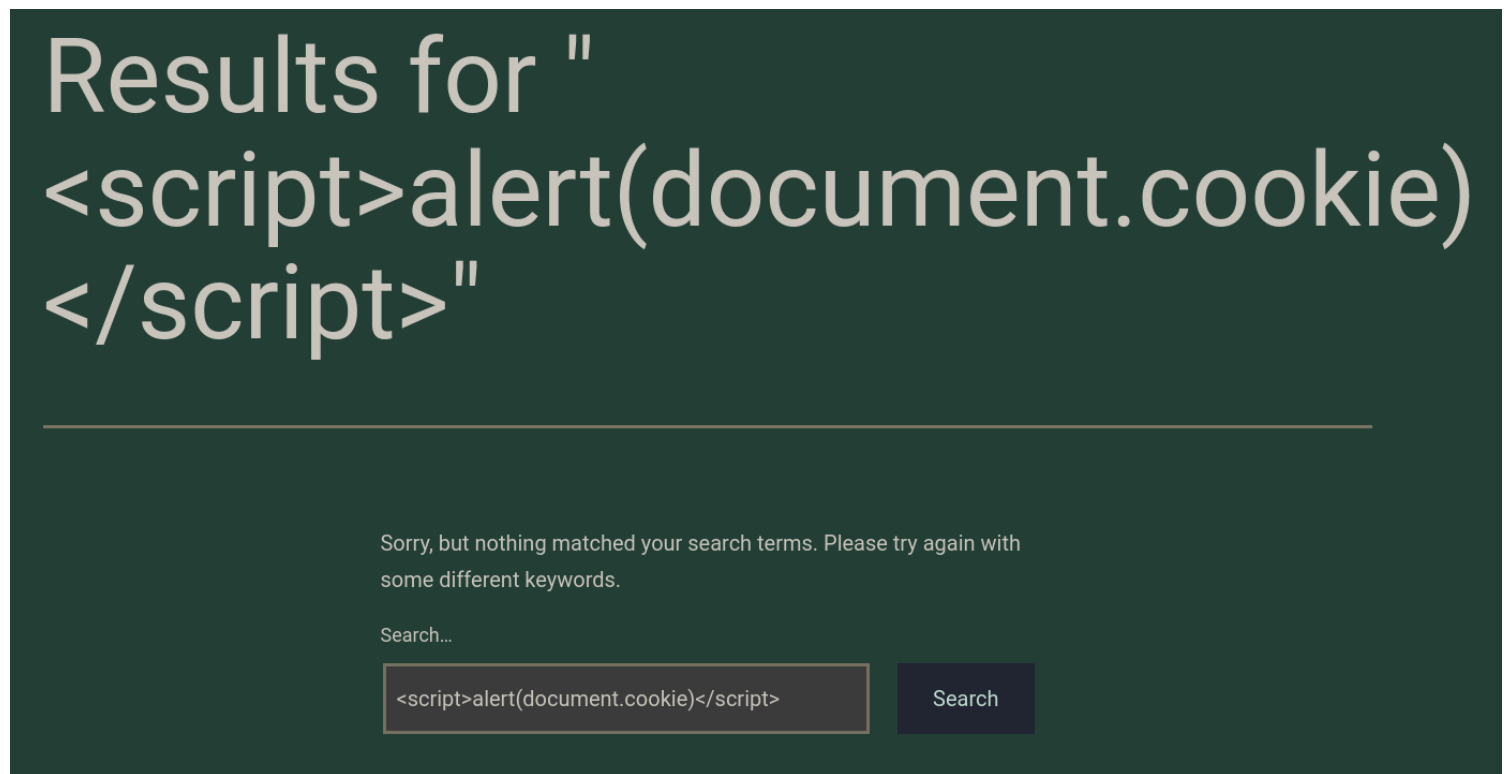 Results for "
<script>alert(document.cookie)
</script>"
Sorry, but nothing matched your search terms. Please try again with
some different keywords.
Search…
<script>alert(document.cookie)</script>
Search